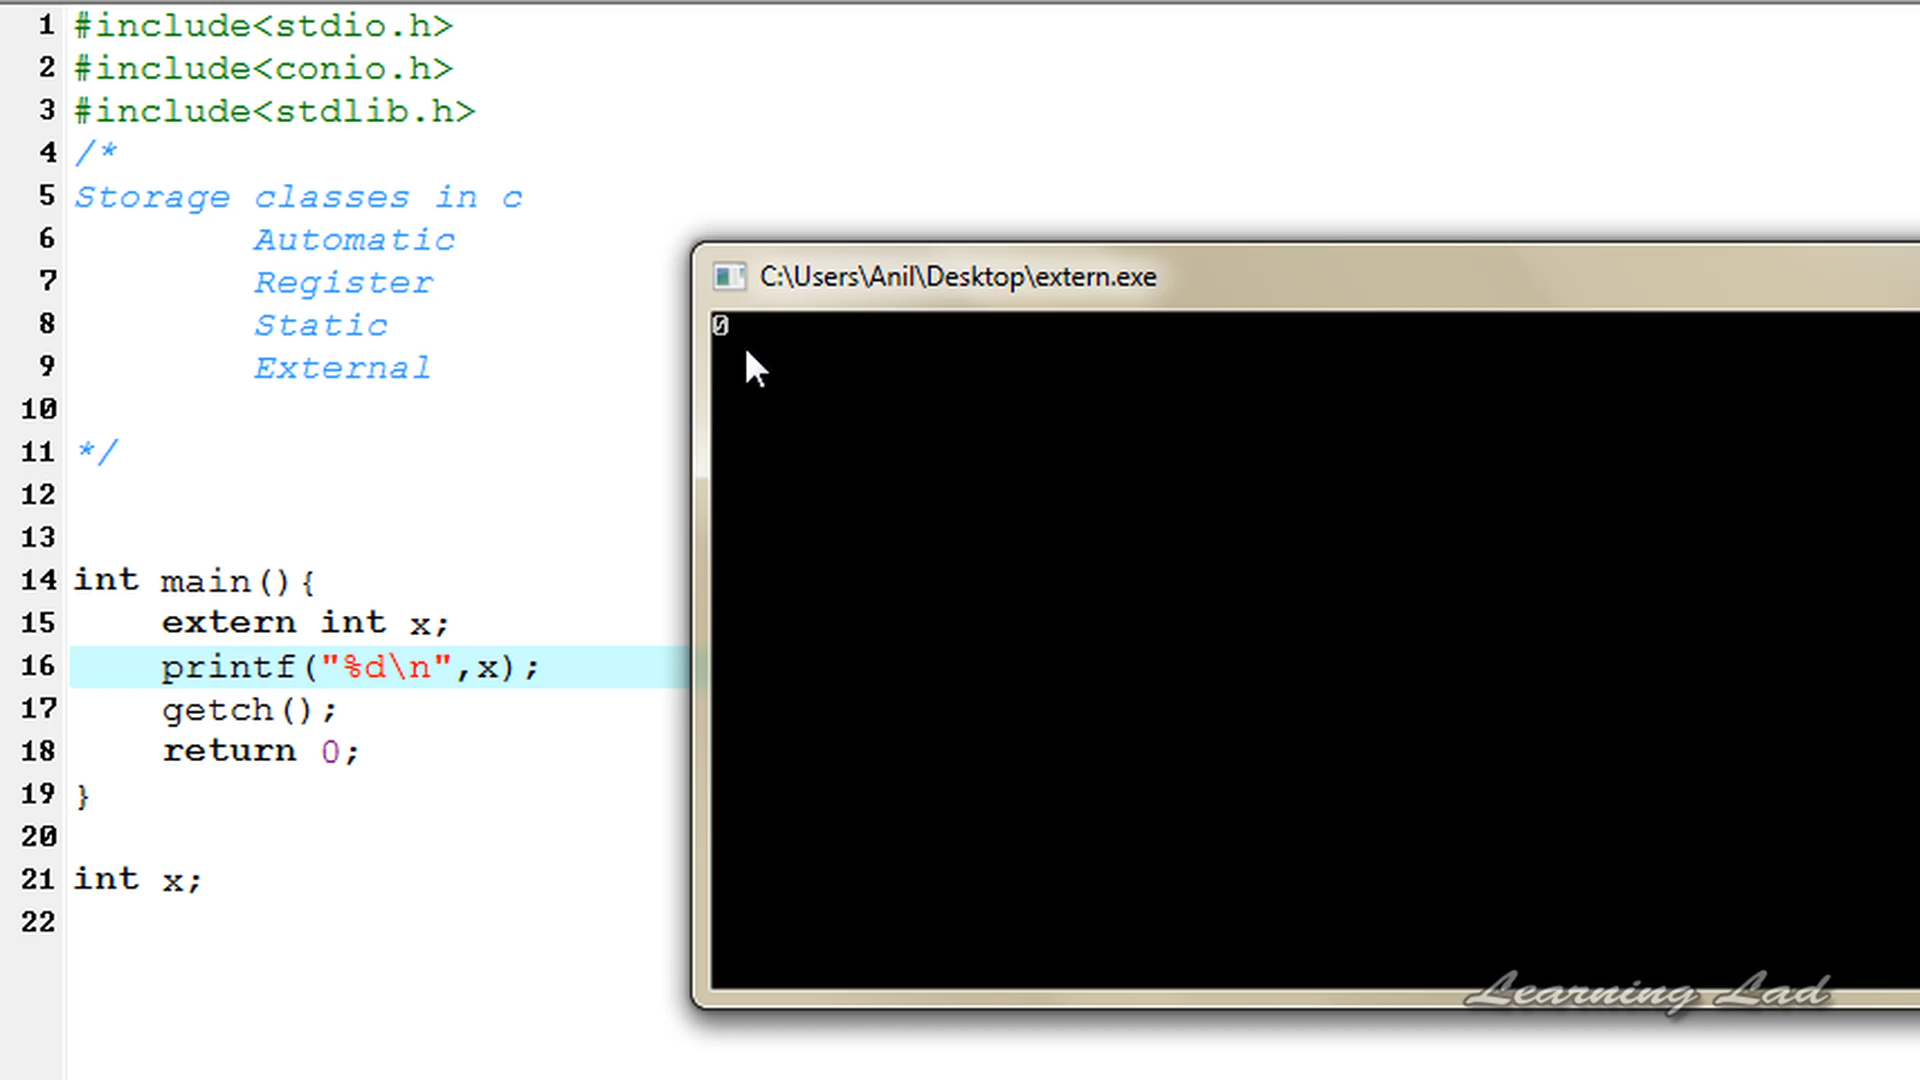 1 #include<stdio.h>
2 #include<conio.h>
3 #include<stdlib.h>
4 /*
5 Storage classes in c
6         Automatic
7         Register
8         Static
9         External
10
11 */
12
13
14 int main(){
15     extern int x;
16     printf("%d\n",x);
17     getch();
18     return 0;
19 }
20
21 int x;
22
C:\Users\Anil\Desktop\extern.exe
0
Learning Lad